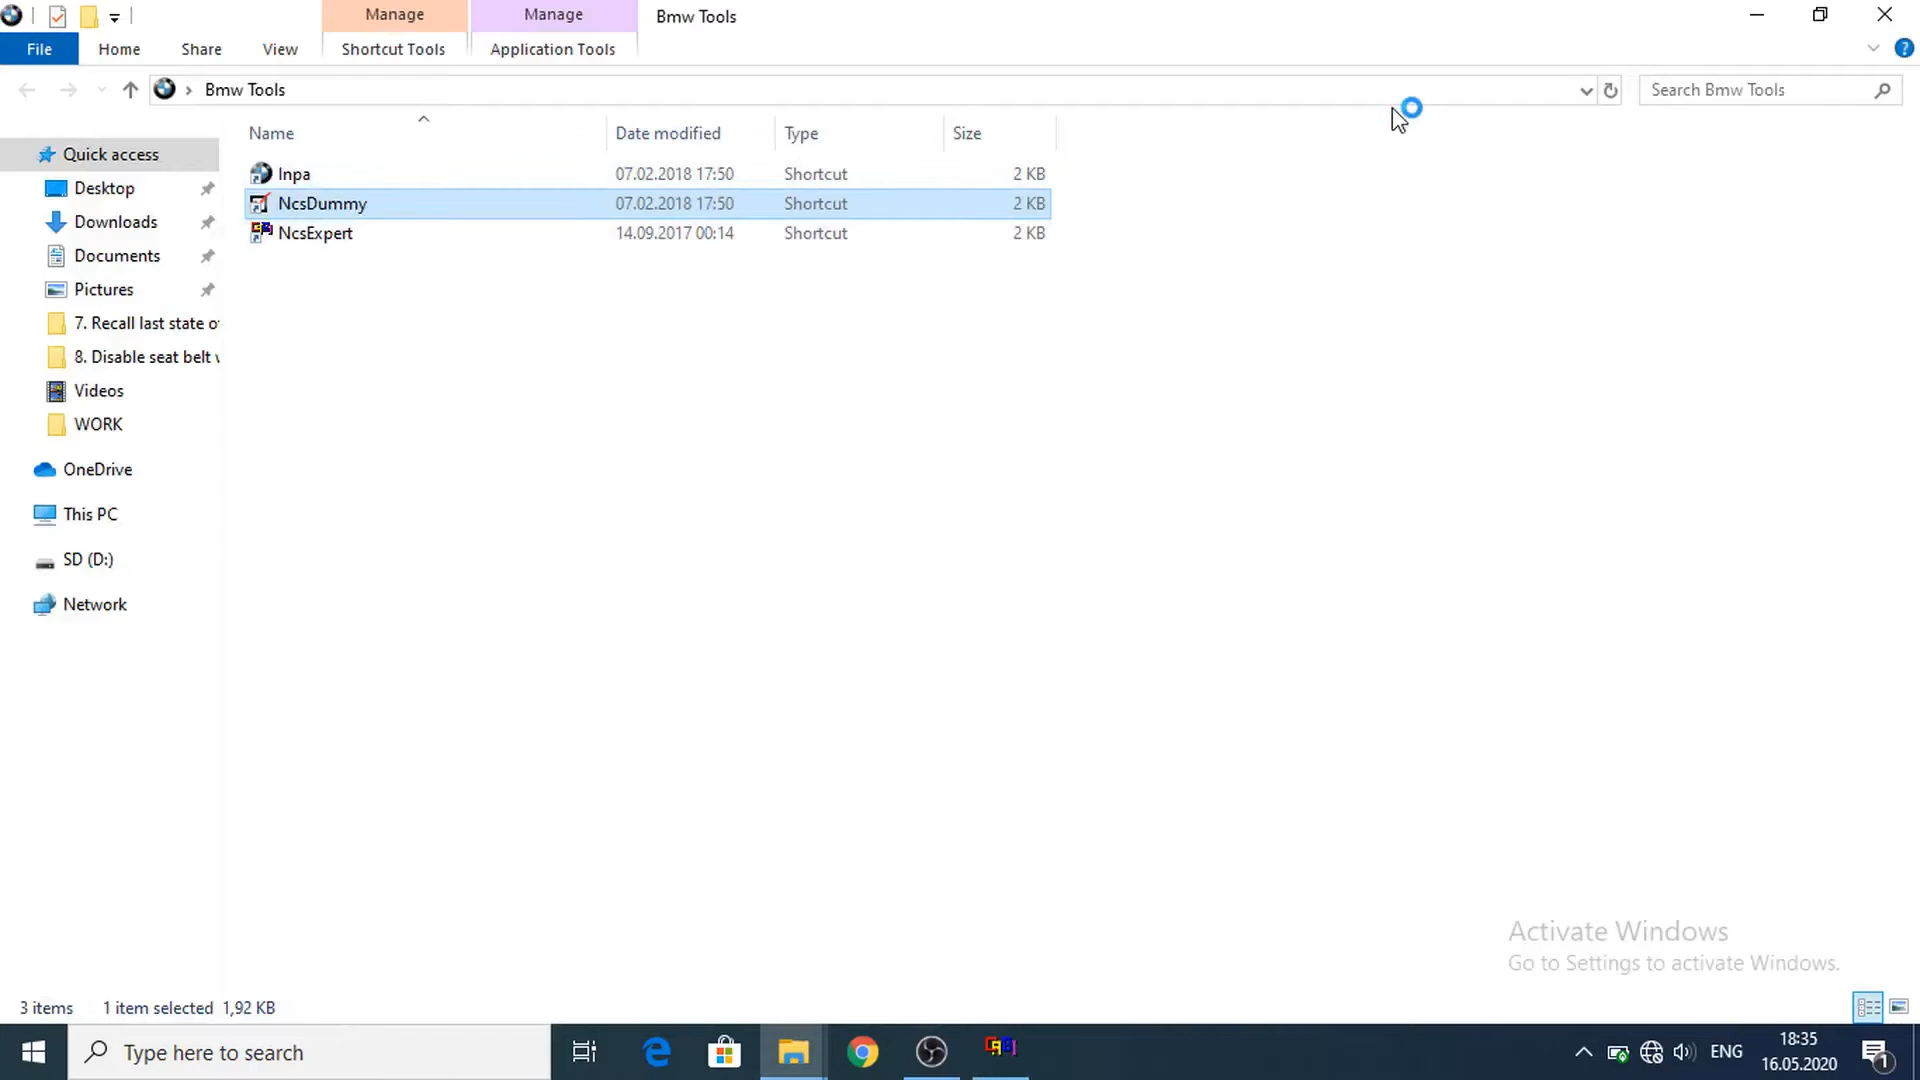 Manage
Manage
Bmw Tools
File
Home
Share
View
Shortcut Tools
Application Tools
Bmw Tools
Search Bmw Tools
Name
Date modified
Type
Size
Quick access
Inpa
07.02.2018 17:50
Shortcut
2 KB
Desktop
NcsDummy
07.02.2018 17:50
Shortcut
2 KB
Downloads
NcsExpert
14.09.2017 00:14
Shortcut
2 KB
Documents
Pictures
7. Recall last state o
8. Disable seat belt
Videos
WORK
OneDrive
This PC
SD (D:)
Network
Activate Windows
Go to Settings to activate Windows.
3 items
1 item selected 1,92 KB
Type here to search
ENG
18:35
16.05.2020
1